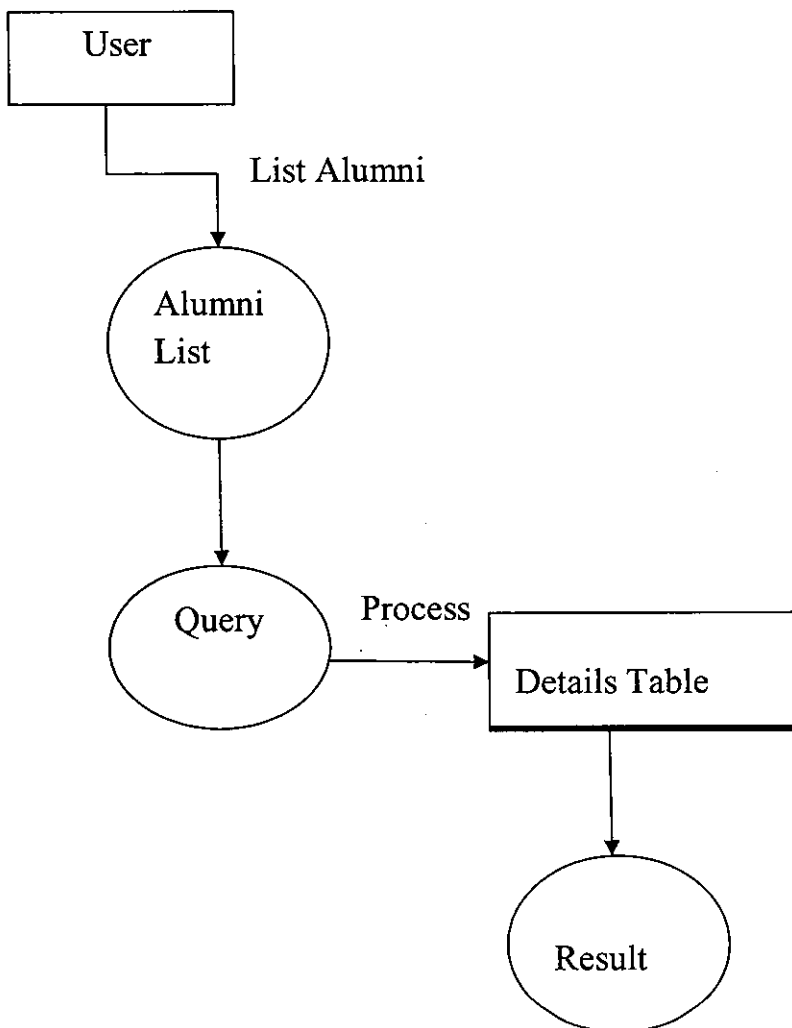 User
List Alumni
Alumni
List
Query
Process
Details Table
Result